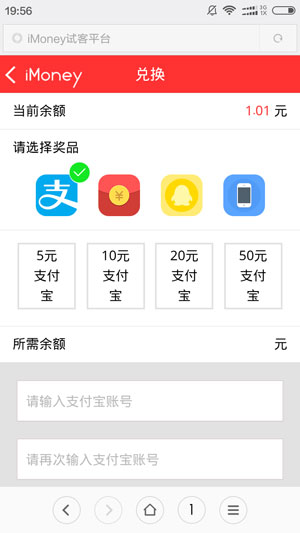 19:56
3G
1X
iMoney试客平台
iMoney
兑换
当前余额
1.01 元
请选择奖品
支
¥
5元
支付
宝
10元
支付
宝
20元
支付
宝
50元
支付
宝
所需余额
元
请输入支付宝账号
请再次输入支付宝账号
1